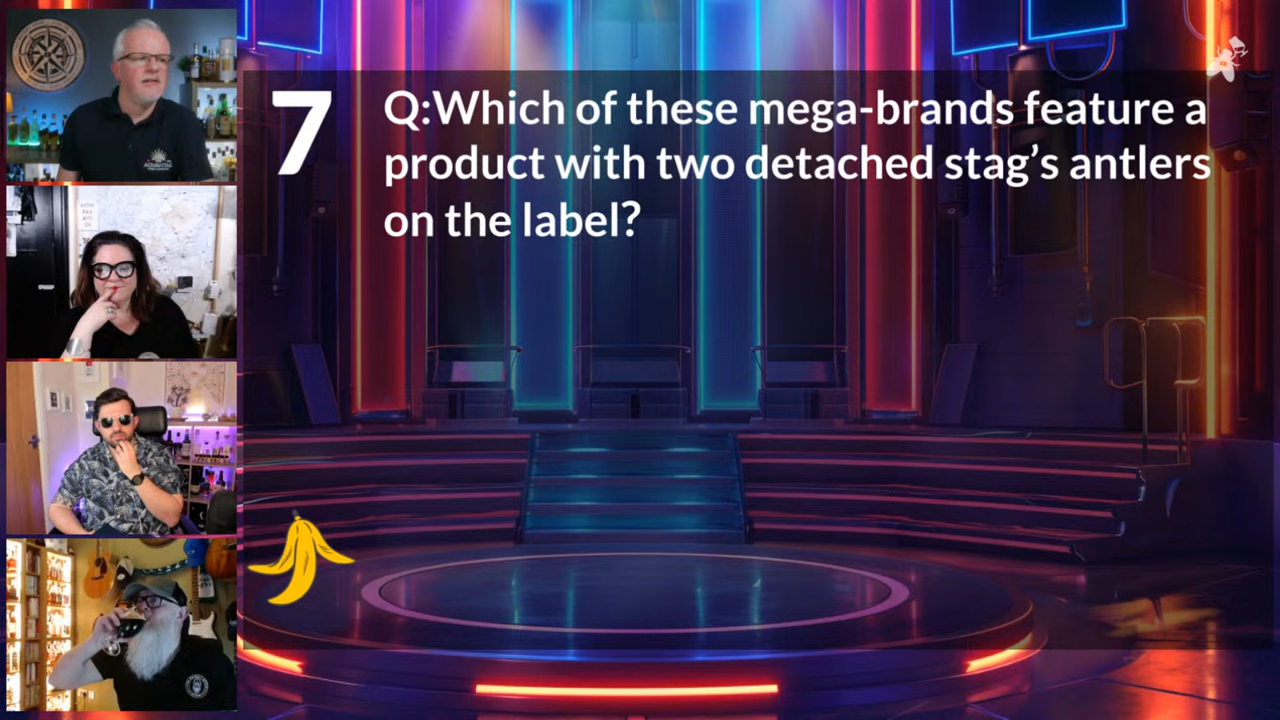 7
Q:Which of these mega-brands feature a
product with two detached stag’s antlers
on the label?